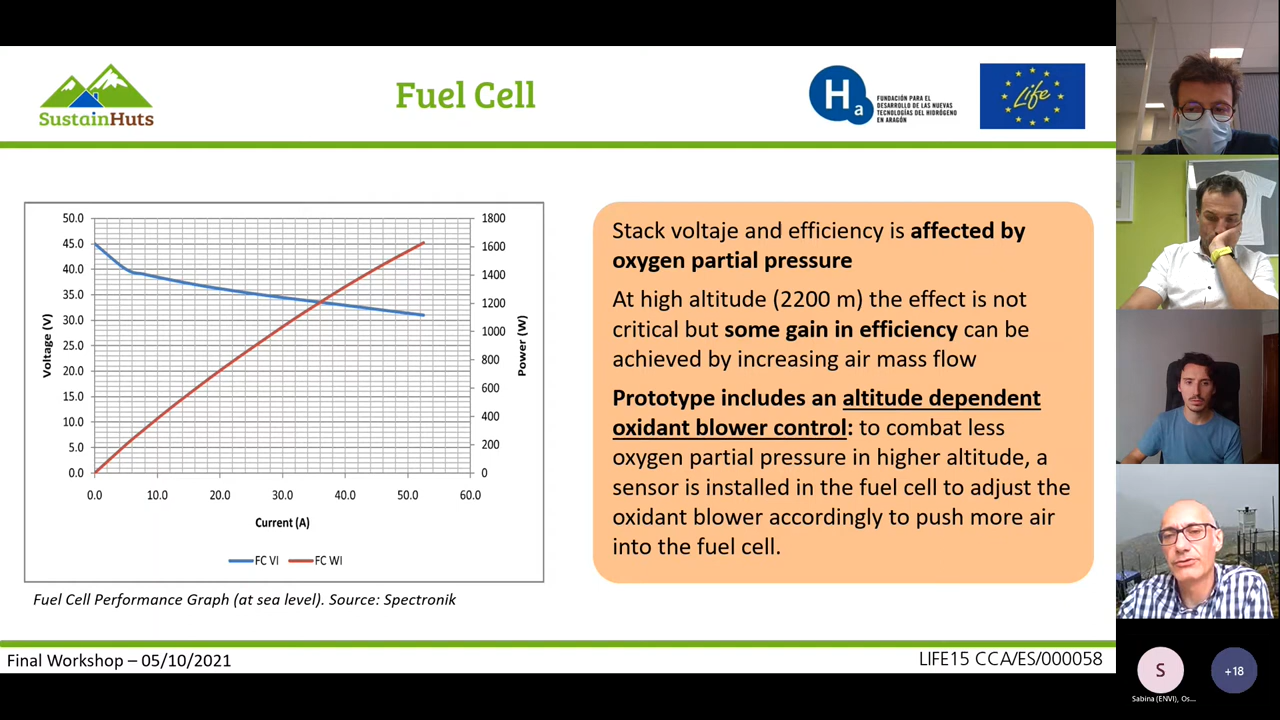 SustainHuts
Fuel Cell
Ha
FUNDACIÓN PARA EL
DESARROLLO DE LAS NUEVAS
TECNOLOGÍAS DEL HIDRÓGENO
EN ARAGÓN
Life
50.0
45.0
40.0
35.0
30.0
25.0
20.0
15.0
10.0
5.0
0.0
Voltage (V)
1800
1600
1400
1200
1000
800
600
400
200
0
Power (W)
0.0 10.0 20.0 30.0 40.0 50.0 60.0
Current (A)
FC VI FC WI
Fuel Cell Performance Graph (at sea level). Source: Spectronik
Stack voltaje and efficiency is affected by
oxygen partial pressure
At high altitude (2200 m) the effect is not
critical but some gain in efficiency can be
achieved by increasing air mass flow
Prototype includes an altitude dependent
oxidant blower control: to combat less
oxygen partial pressure in higher altitude, a
sensor is installed in the fuel cell to adjust the
oxidant blower accordingly to push more air
into the fuel cell.
Final Workshop – 05/10/2021
LIFE15 CCA/ES/000058
S
+18
Sabina (ENVI), Os...